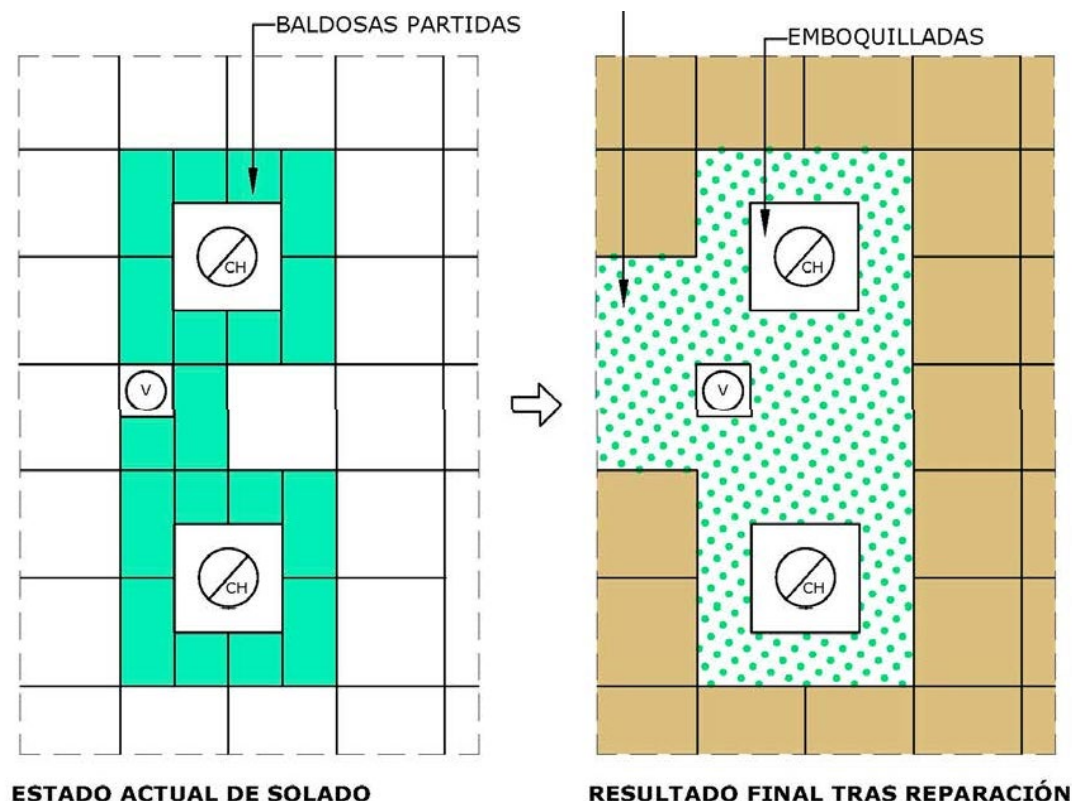 BALDOSAS PARTIDAS
EMBOQUILLADAS
CH
CH
V
V
CH
CH
ESTADO ACTUAL DE SOLADO
RESULTADO FINAL TRAS REPARACIÓN